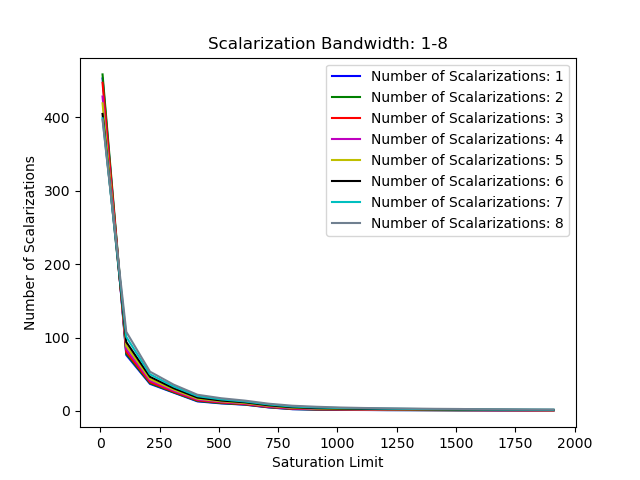 Scalarization Bandwidth: 1-8
Number of Scalarizations: 1
Number of Scalarizations: 2
Number of Scalarizations: 3
Number of Scalarizations: 4
Number of Scalarizations: 5
Number of Scalarizations: 6
Number of Scalarizations: 7
Number of Scalarizations: 8
Number of Scalarizations
400
300
200
100
0
0 250 500 750 1000 1250 1500 1750 2000
Saturation Limit